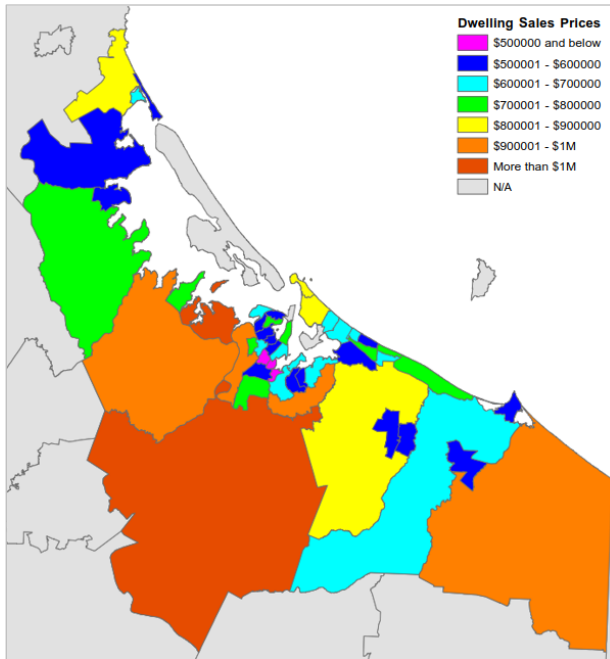 Dwelling Sales Prices
$500000 and below
$500001 - $600000
$600001 - $700000
$700001 - $800000
$800001 - $900000
$900001 - $1M
More than $1M
N/A